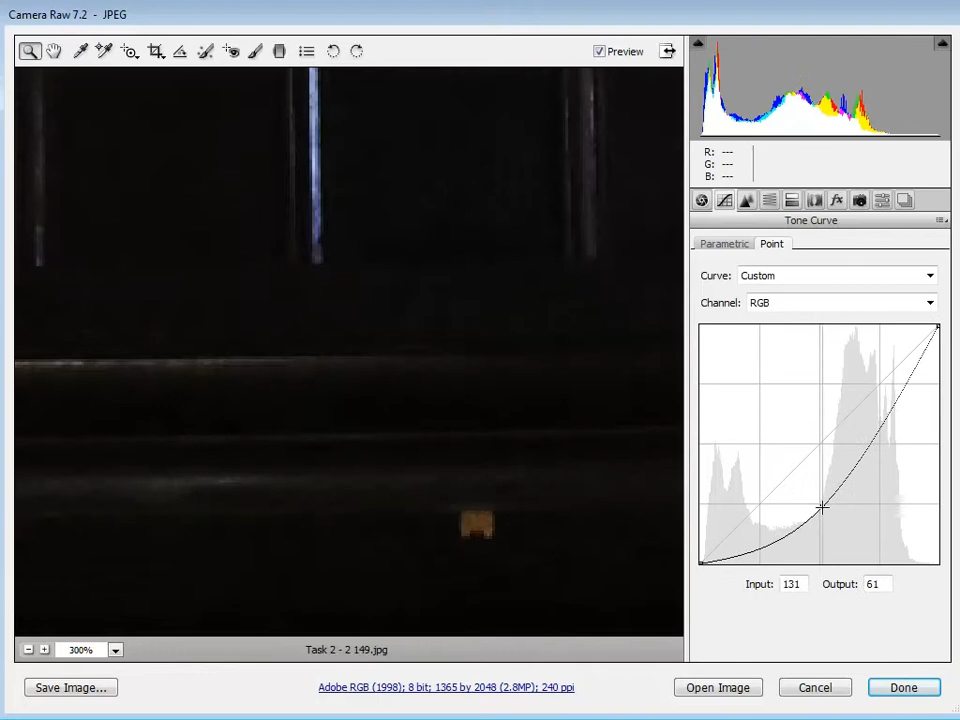 Camera Raw 7.2 - JPEG
Preview
R: ---
G: ---
B: ---
fx
Tone Curve
Parametric Point
Curve: Custom
Channel: RGB
Input: 131 Output: 61
300% Task 2 - 2 149.jpg
Save Image... Adobe RGB (1998); 8 bit; 1365 by 2048 (2.8MP); 240 ppi Open Image Cancel Done